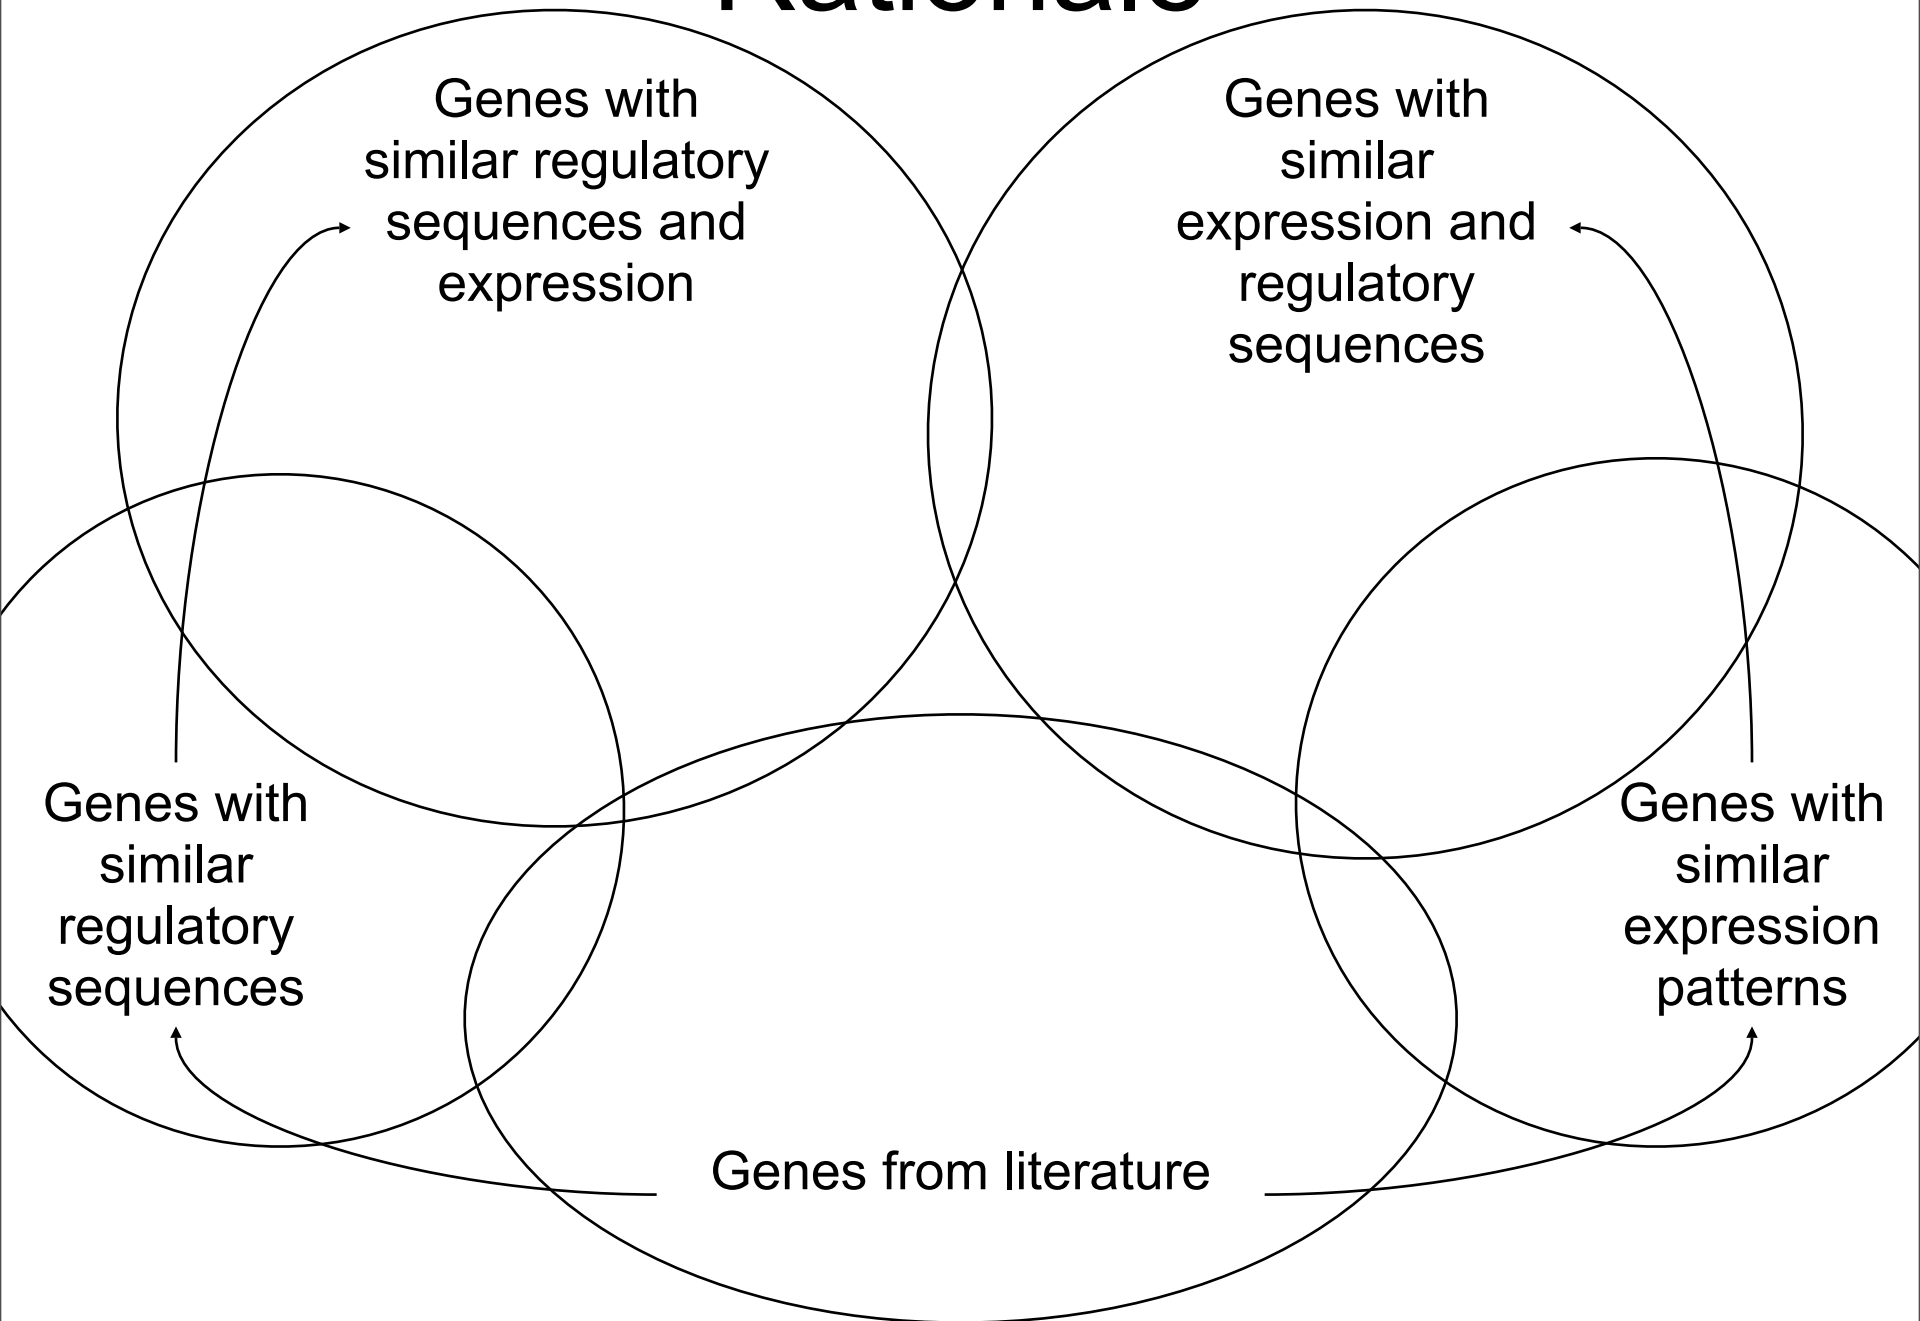 Rationale
Genes with
similar regulatory
sequences and
expression
Genes with
similar
expression and
regulatory
sequences
Genes with
similar
regulatory
sequences
Genes with
similar
expression
patterns
Genes from literature